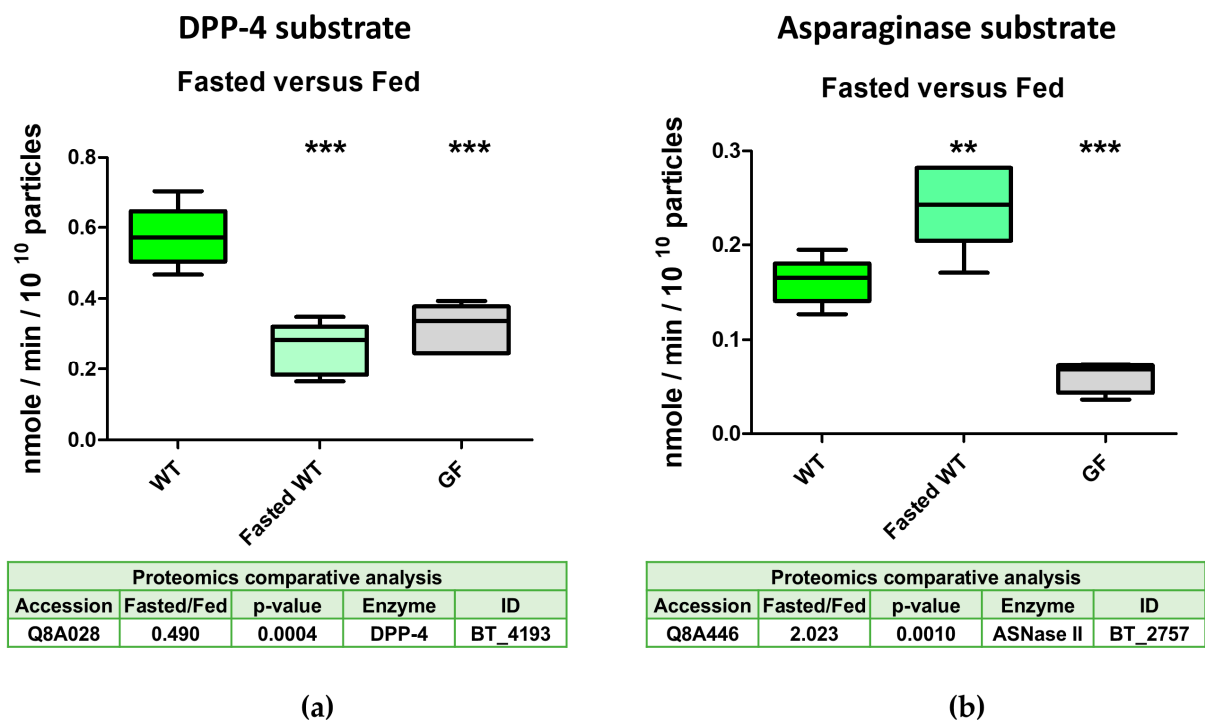 DPP-4 substrate
Fasted versus Fed
nmole / min / 10 10 particles
0.8
0.6
0.4
0.2
0.0
***
***
WT
Fasted WT
GF
Proteomics comparative analysis
Accession Fasted/Fed p-value Enzyme ID
Q8A028 0.490 0.0004 DPP-4 BT_4193
(a)
Asparaginase substrate
Fasted versus Fed
nmole / min / 10 10 particles
0.3
0.2
0.1
0.0
**
***
WT
Fasted WT
GF
Proteomics comparative analysis
Accession Fasted/Fed p-value Enzyme ID
Q8A446 2.023 0.0010 ASNase II BT_2757
(b)